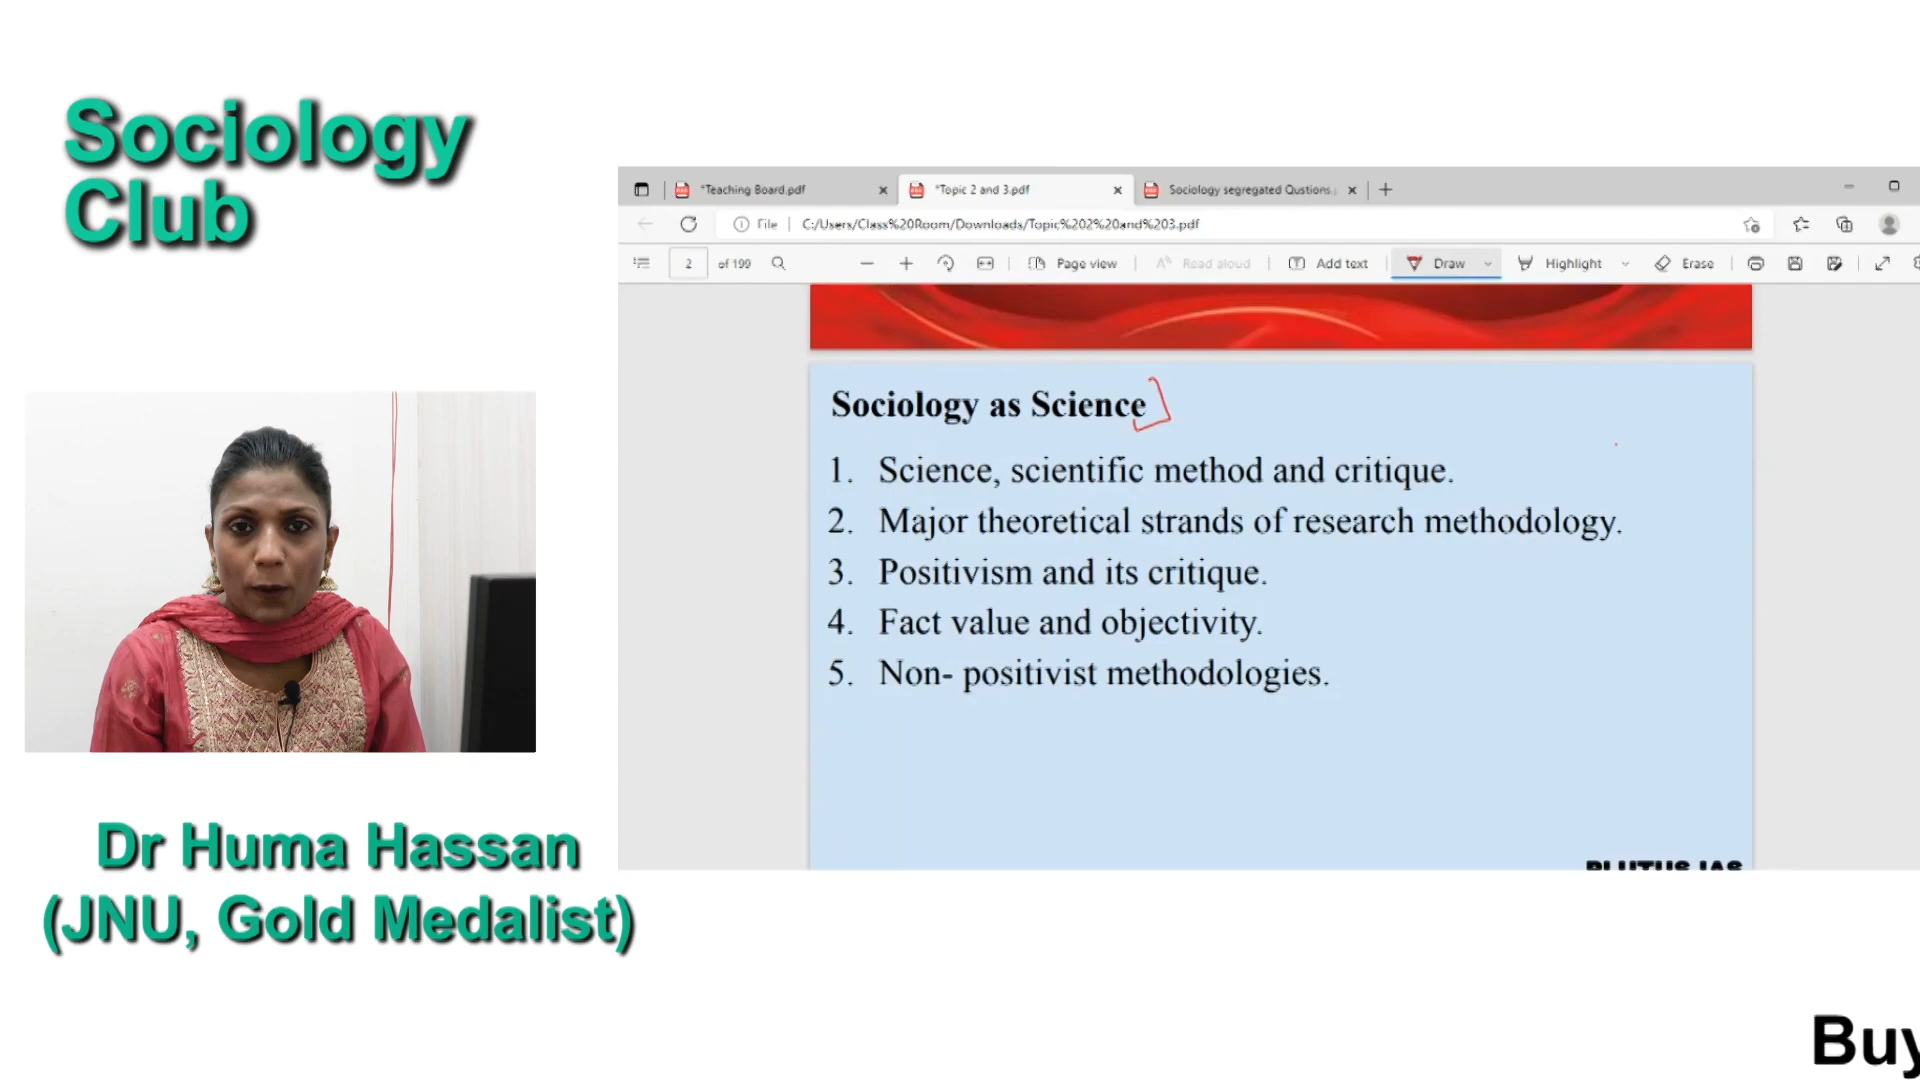 Sociology
Club
*Teaching Board.pdf
*Topic 2 and 3.pdf
Sociology segregated Qustions.
File
C:/Users/Class%20Room/Downloads/Topic%202%20and%203.pdf
2 of 199
Page view
Read aloud
Add text
Draw
Highlight
Erase
Sociology as Science
1. Science, scientific method and critique.
2. Major theoretical strands of research methodology.
3. Positivism and its critique.
4. Fact value and objectivity.
5. Non- positivist methodologies.
PLUTUS IAS
Dr Huma Hassan
(JNU, Gold Medalist)
Buy